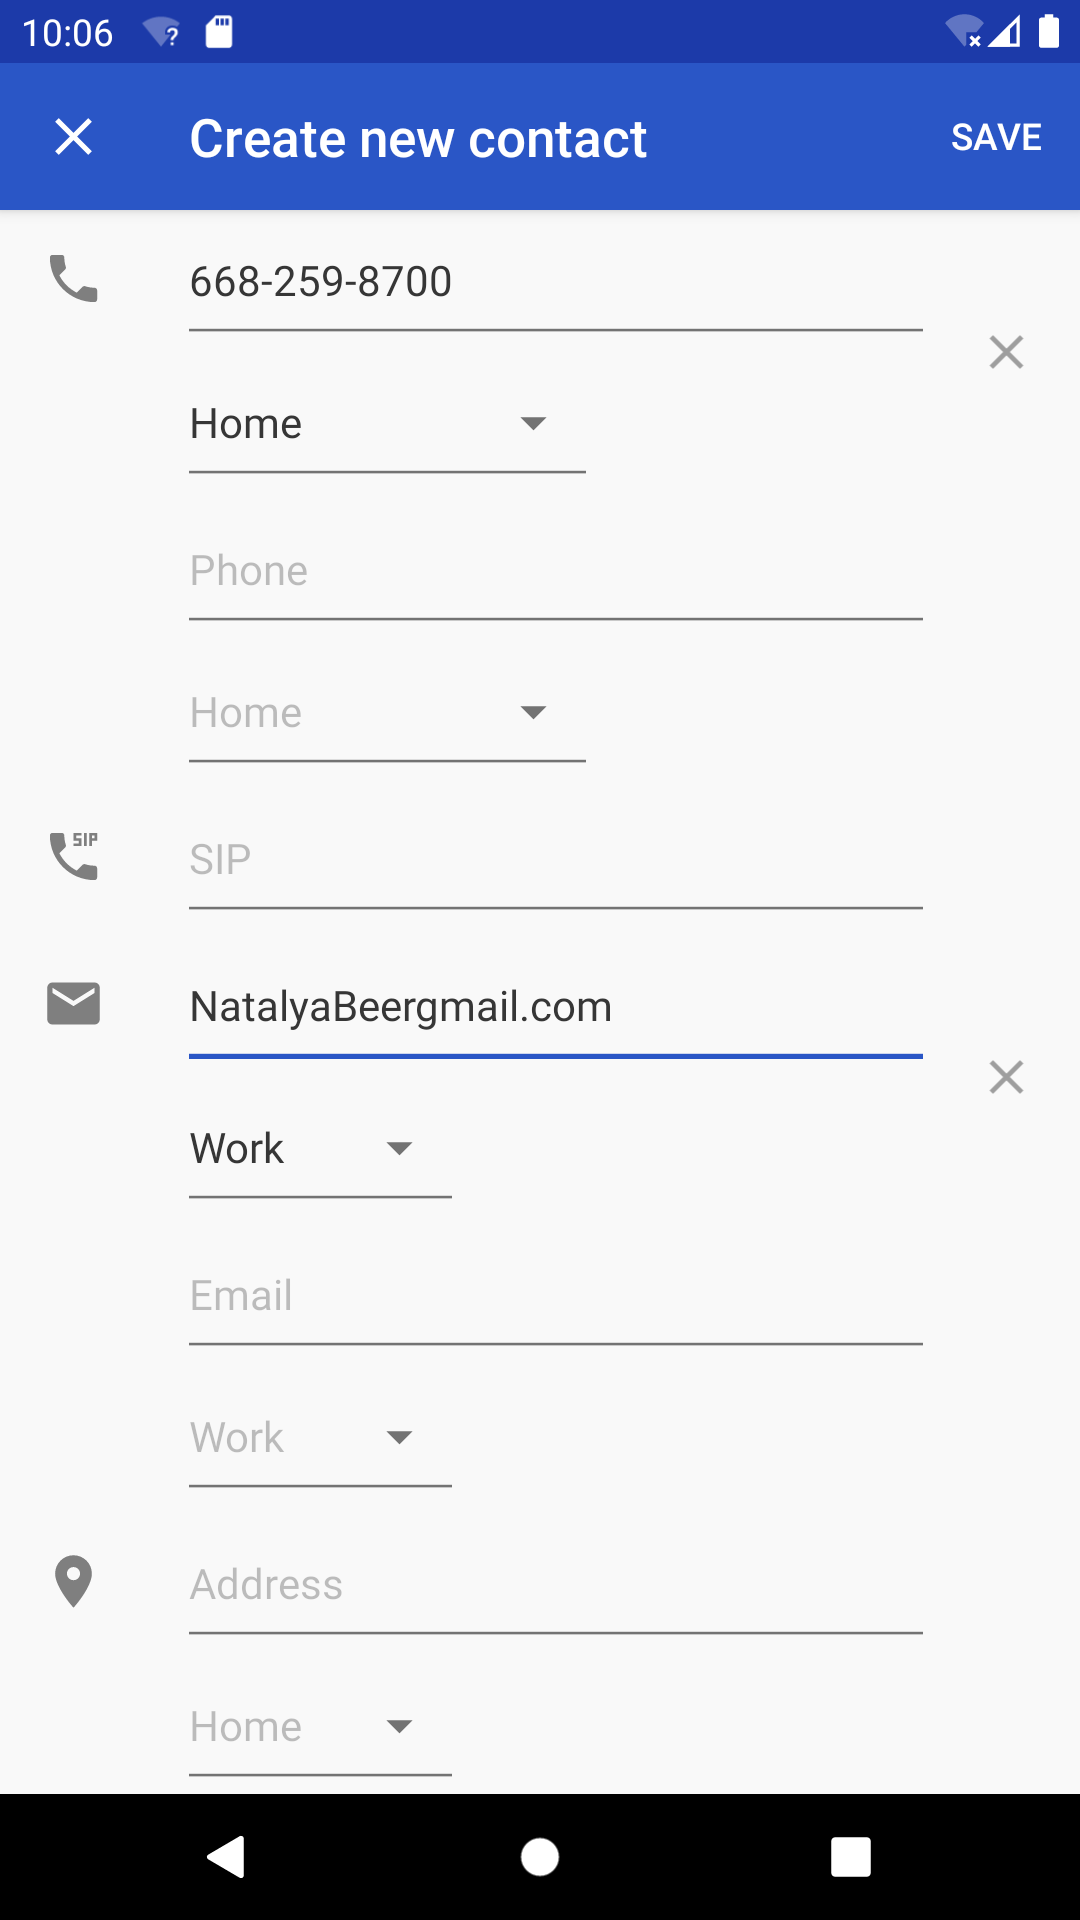 10:06
Create new contact
SAVE
668-259-8700
Home
Phone
Home
SIP
SIP
NatalyaBeergmail.com
Work
Email
Work
Address
Home